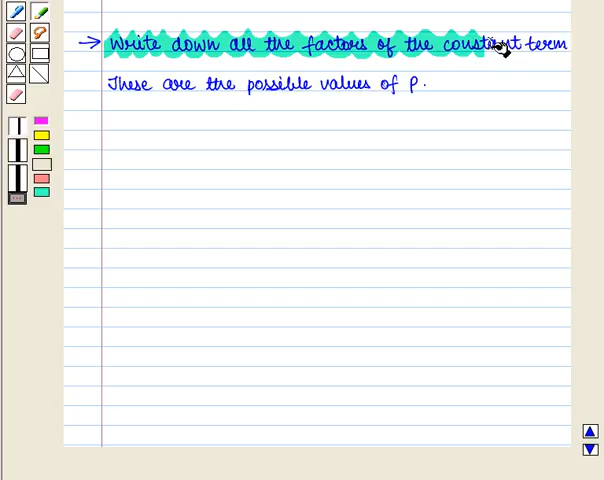 → Write down all the factors of the constant term
These are the possible values of p.